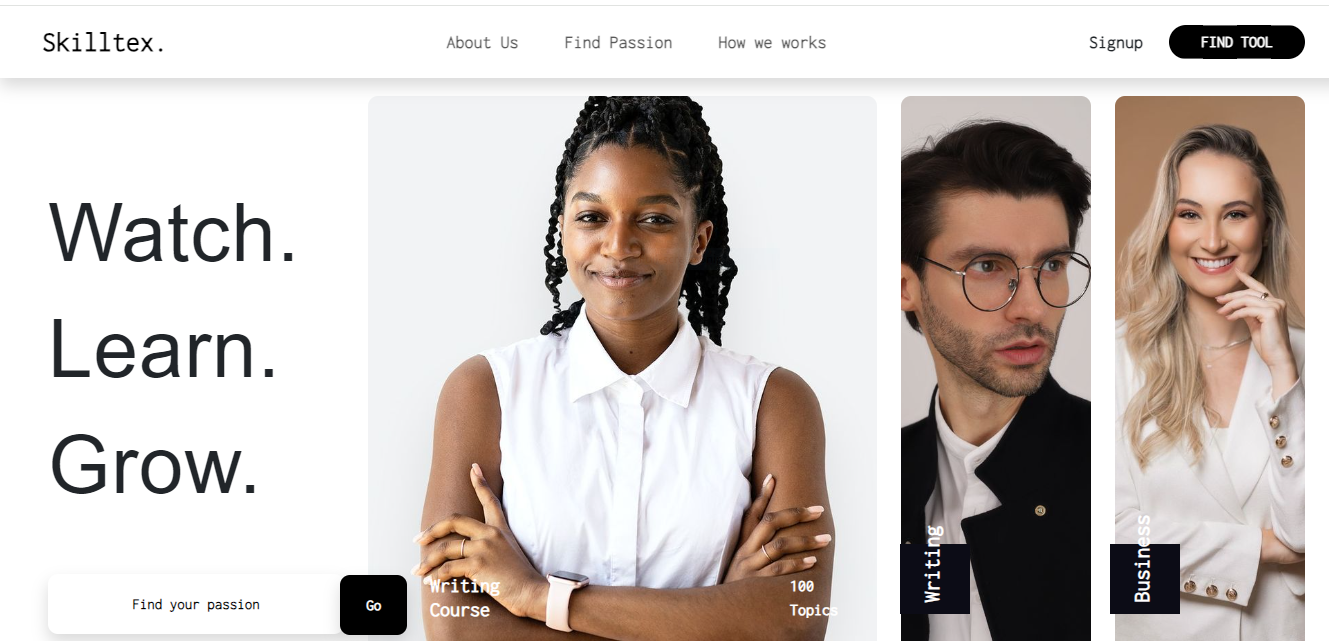 Skilltex.
About Us
Find Passion
How we works
Signup
FIND TOOL
Watch.
Learn.
Grow.
Find your passion
Go
Writing
Course
100
Topics
Writing
Business